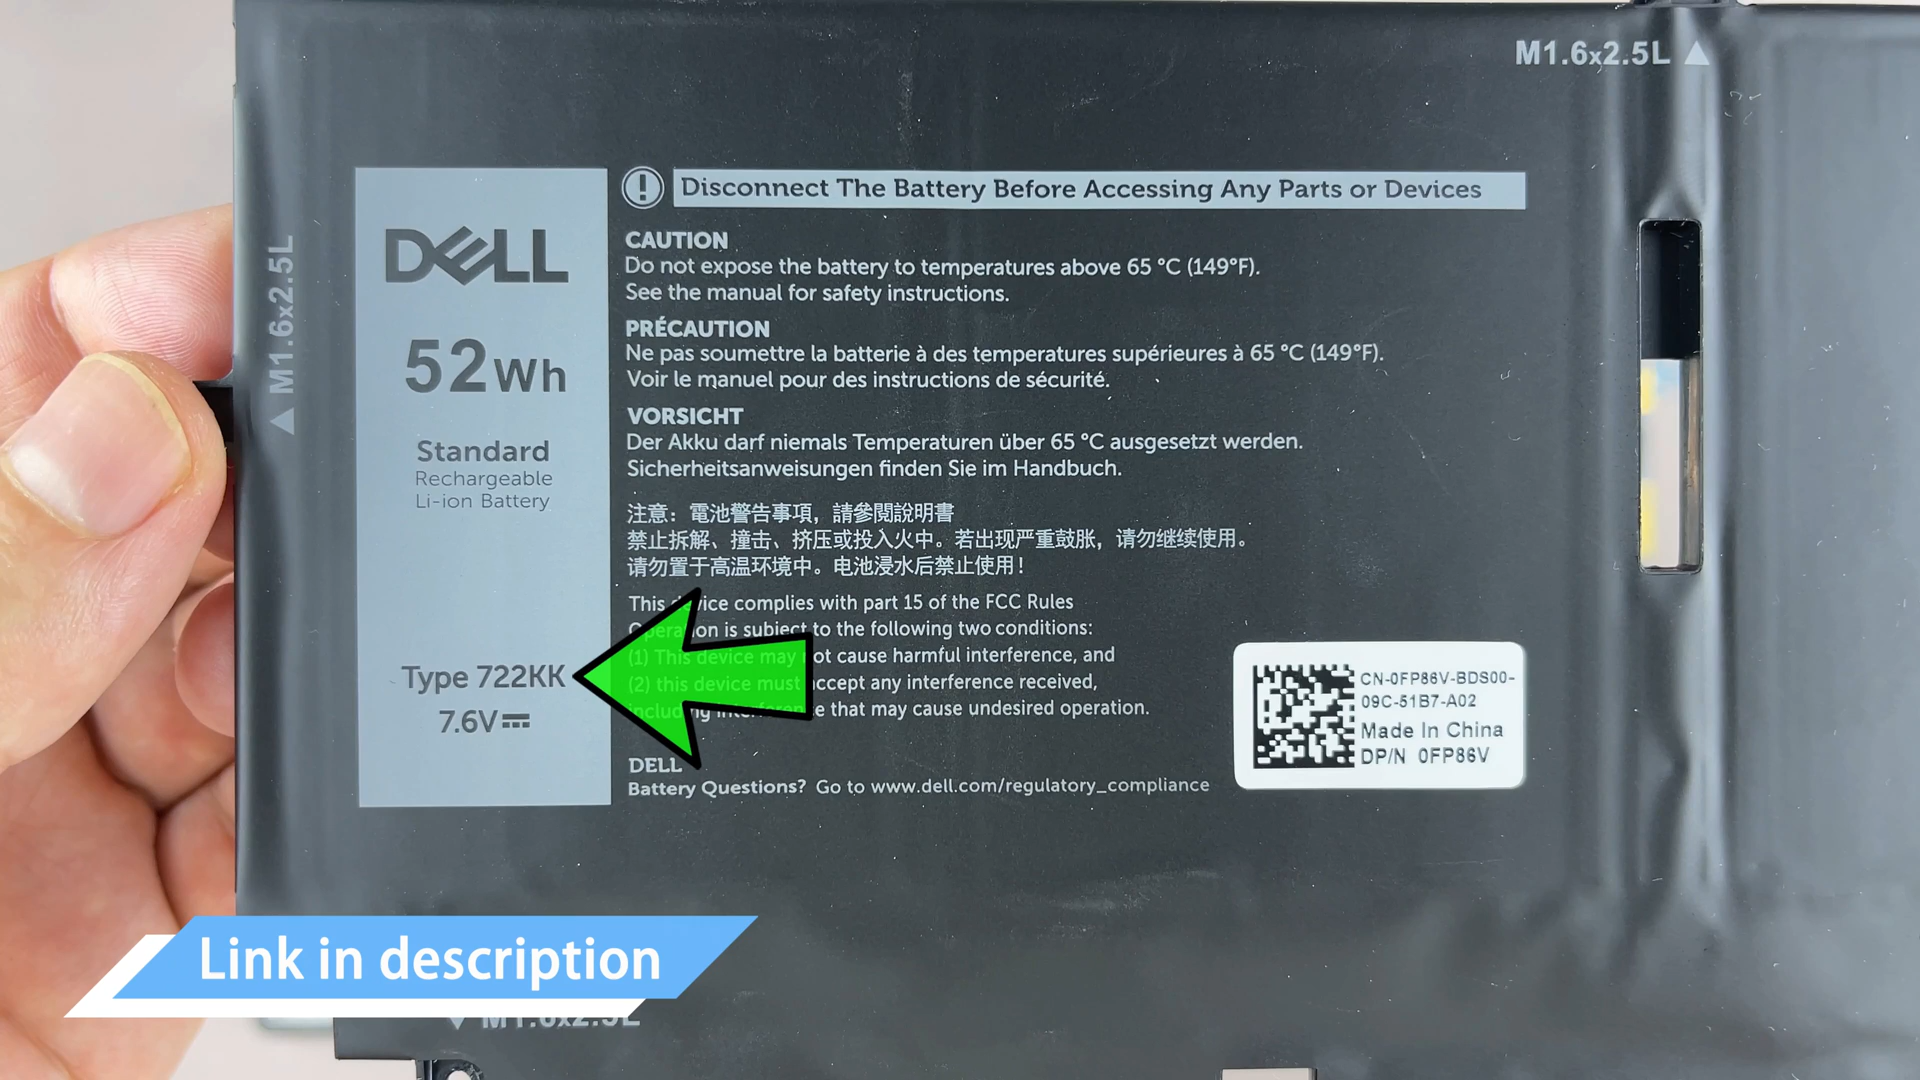 M1.6x2.5L
M1.6x2.5L
DELL
52Wh
Standard
Rechargeable
Li-ion Battery
Type 722KK
7.6V
Disconnect The Battery Before Accessing Any Parts or Devices
CAUTION
Do not expose the battery to temperatures above 65 °C (149°F).
See the manual for safety instructions.
PRÉCAUTION
Ne pas soumettre la batterie à des temperatures supérieures à 65 °C (149°F).
Voir le manuel pour des instructions de sécurité.
VORSICHT
Der Akku darf niemals Temperaturen über 65 °C ausgesetzt werden.
Sicherheitsanweisungen finden Sie im Handbuch.
注意：電池警告事項，請參閱說明書
禁止拆解、撞击、挤压或投入火中。若出现严重鼓胀，请勿继续使用。
请勿置于高温环境中。电池浸水后禁止使用！
This device complies with part 15 of the FCC Rules
Operation is subject to the following two conditions:
(1) This device may not cause harmful interference, and
(2) this device must accept any interference received,
including interference that may cause undesired operation.
DELL
Battery Questions? Go to www.dell.com/regulatory_compliance
CN-0FP86V-BDS00-
09C-51B7-A02
Made In China
DP/N 0FP86V
Link in description
M1.6x2.5L